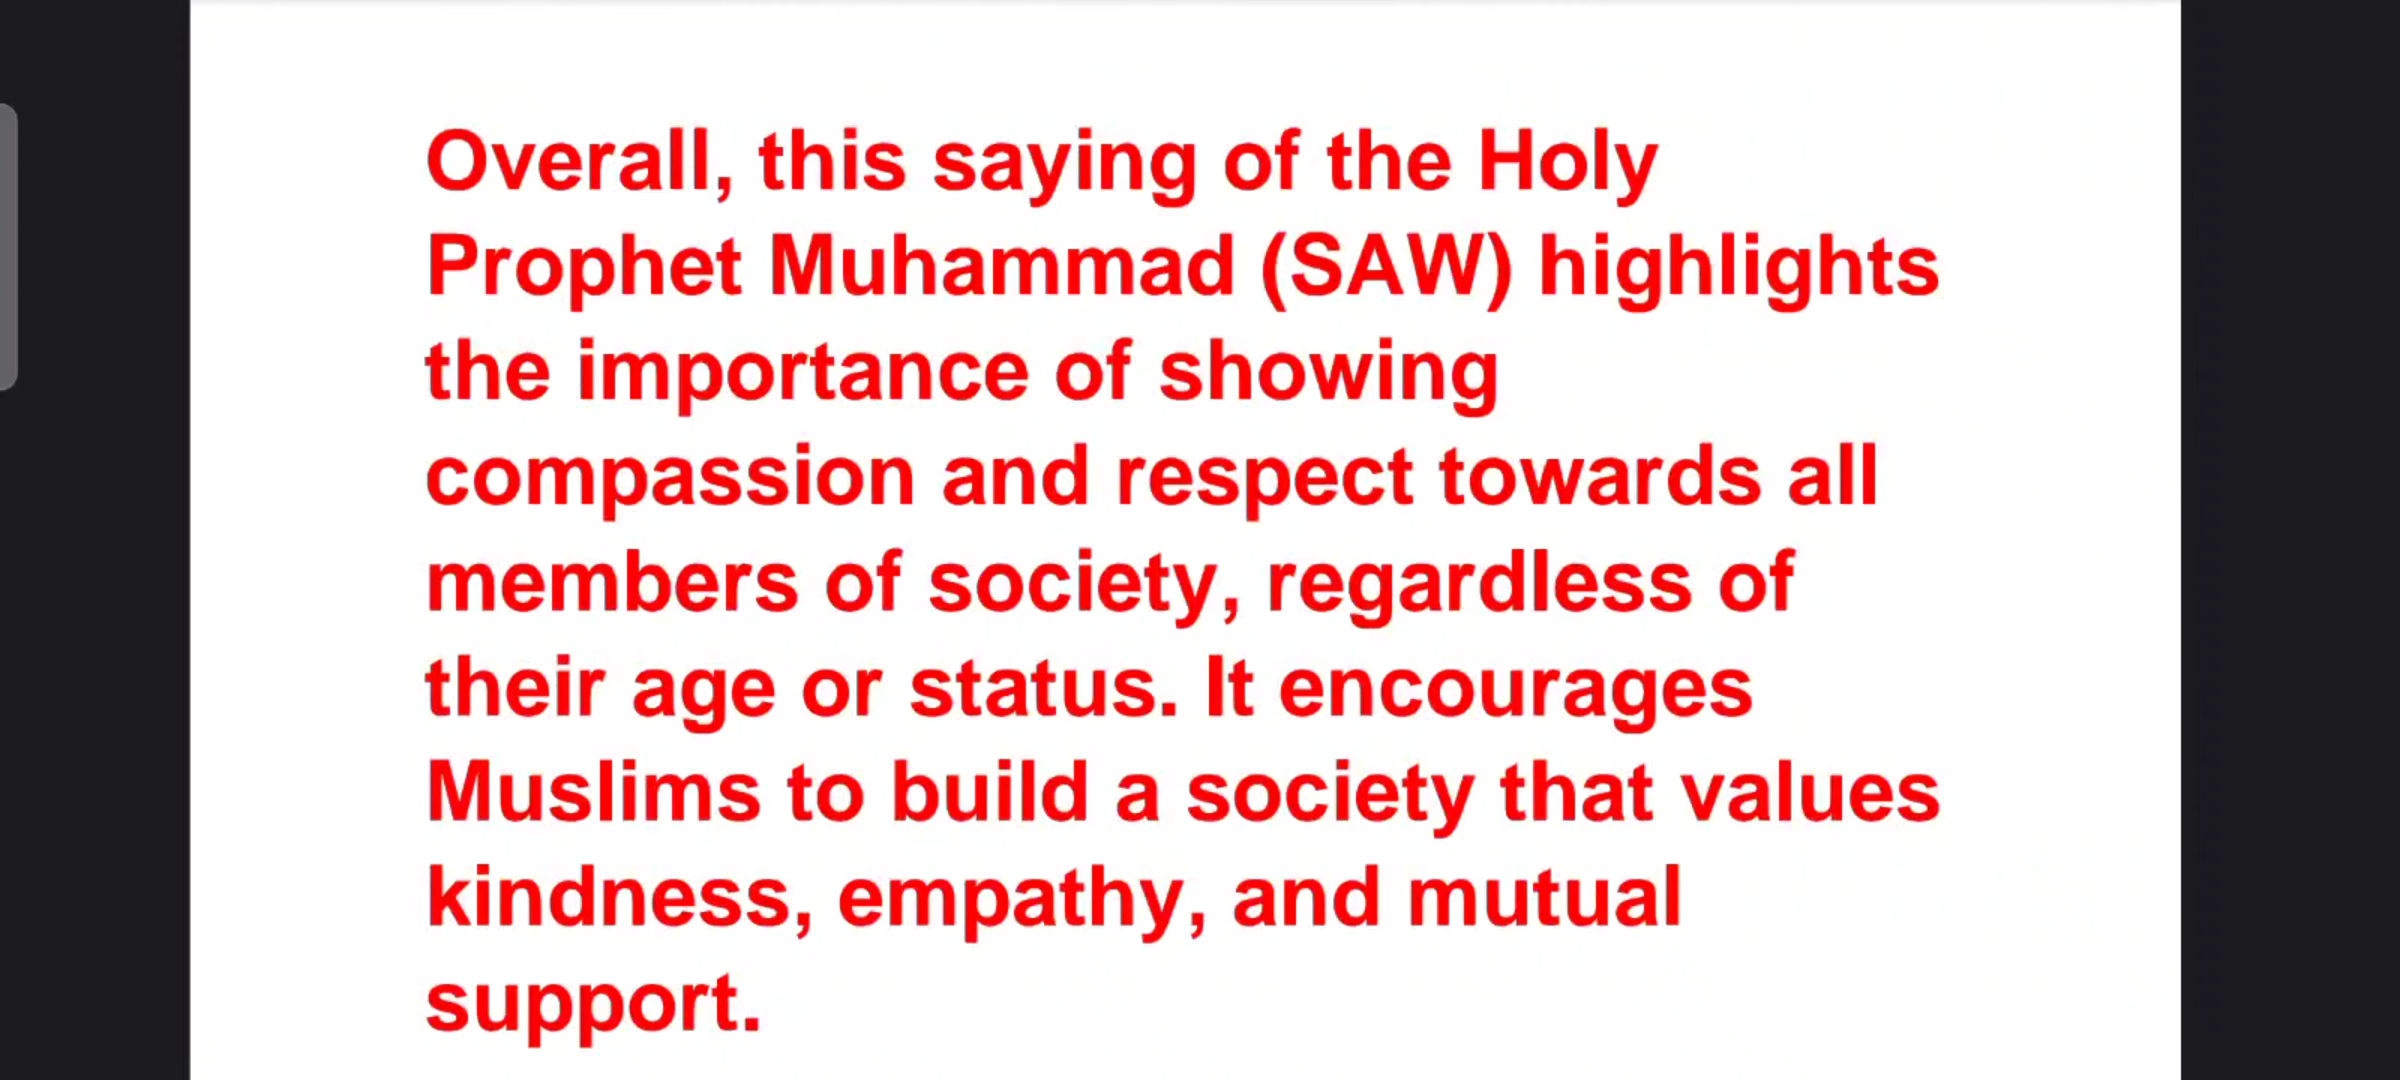 Overall, this saying of the Holy
Prophet Muhammad (SAW) highlights
the importance of showing
compassion and respect towards all
members of society, regardless of
their age or status. It encourages
Muslims to build a society that values
kindness, empathy, and mutual
support.